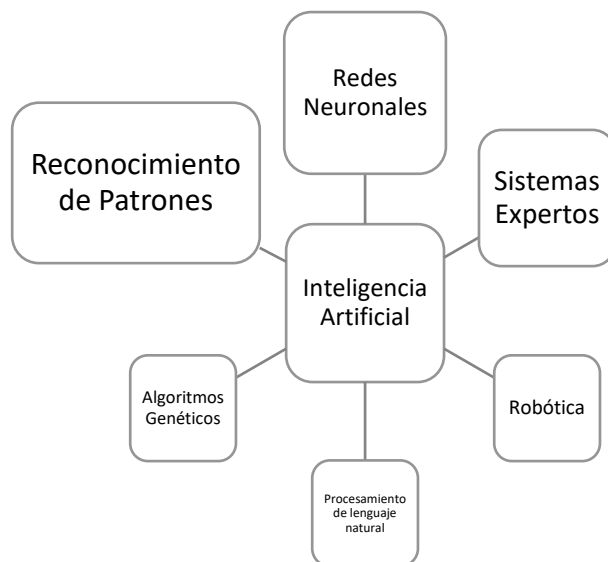 Redes
Neuronales
Reconocimiento
de Patrones
Sistemas
Expertos
Inteligencia
Artificial
Algoritmos
Genéticos
Robótica
Procesamiento
de lenguaje
natural